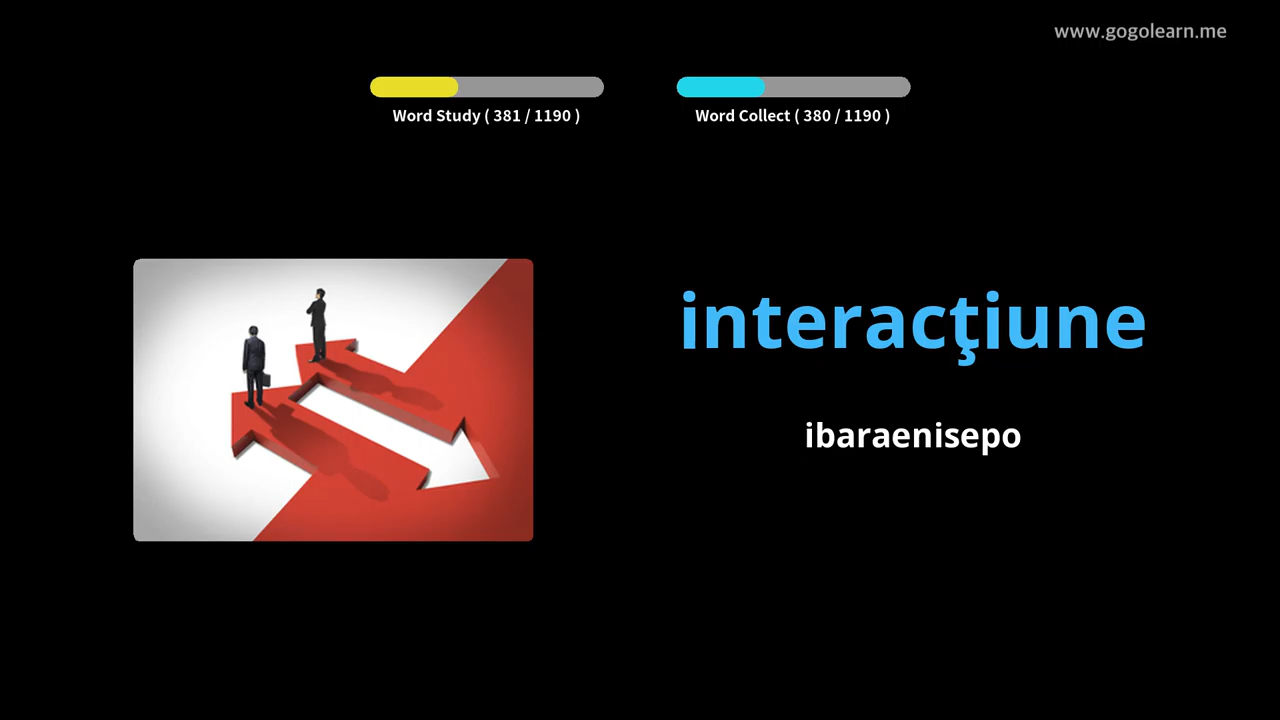 www.gogolearn.me
Word Study ( 381 / 1190 )
Word Collect ( 380 / 1190 )
interacţiune
ibaraenisepo